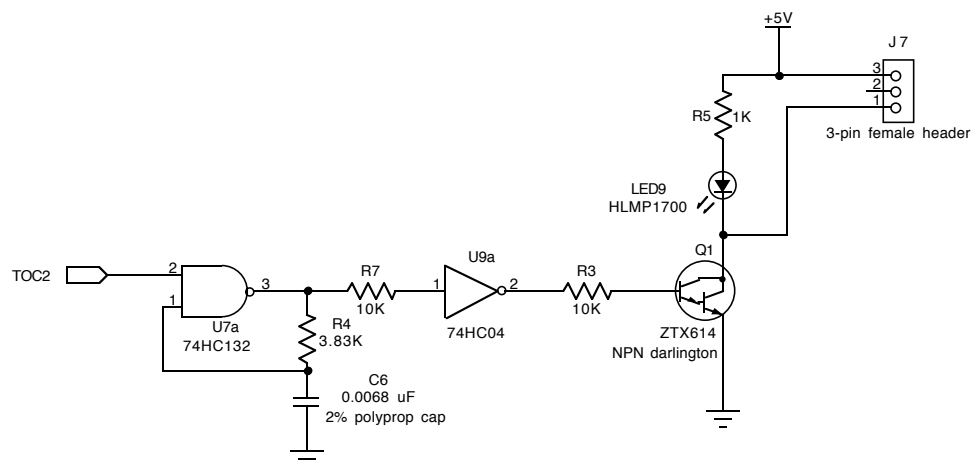 +5V
J7
3
2
1
R5
1K
3-pin female header
LED9
HLMP1700
TOC2
2
1
3
U7a
74HC132
R7
10K
R4
3.83K
1
U9a
2
74HC04
R3
10K
Q1
ZTX614
NPN darlington
C6
0.0068 uF
2% polyprop cap